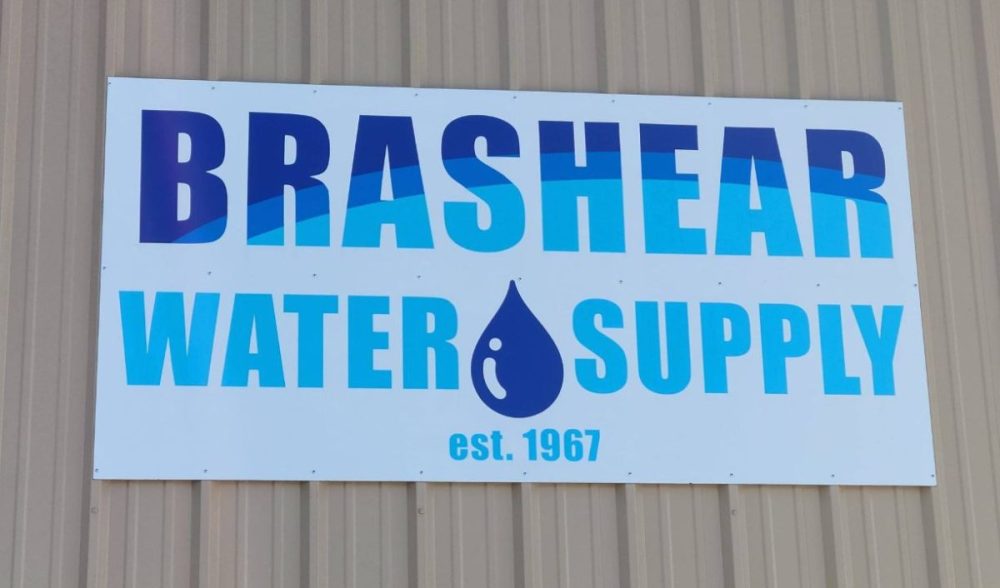 BRASHEAR
WATER SUPPLY
est. 1967